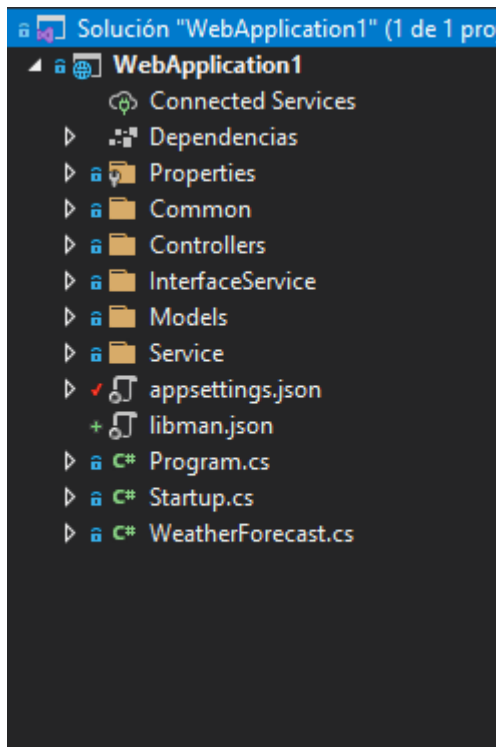 Solución "WebApplication1" (1 de 1 pro
WebApplication1
Connected Services
Dependencias
Properties
Common
Controllers
InterfaceService
Models
Service
appsettings.json
libman.json
C# Program.cs
C# Startup.cs
C# WeatherForecast.cs